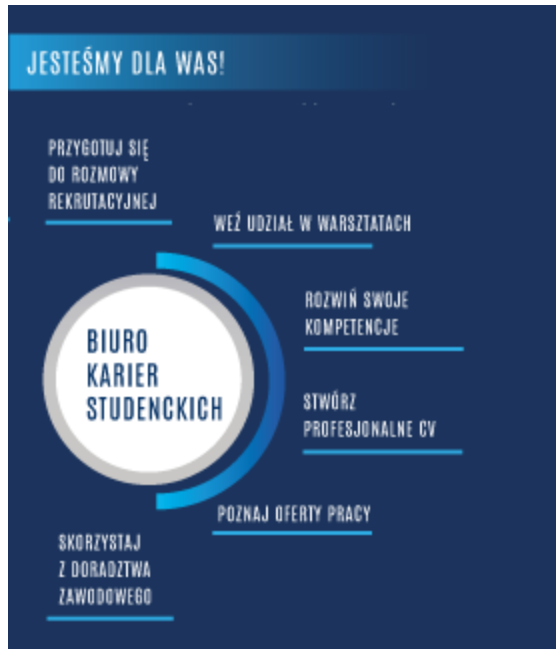 JESTEŚMY DLA WAS!
PRZYGOTUJ SIĘ
DO ROZMOWY
REKRUTACYJNEJ
WEŹ UDZIAŁ W WARSZTATACH
ROZWIŃ SWOJE
KOMPETENCJE
BIURO
KARIER
STUDENCKICH
STWÓRZ
PROFESJONALNE CV
POZNAJ OFERTY PRACY
SKORZYSTAJ
Z DORADZTWA
ZAWODOWEGO